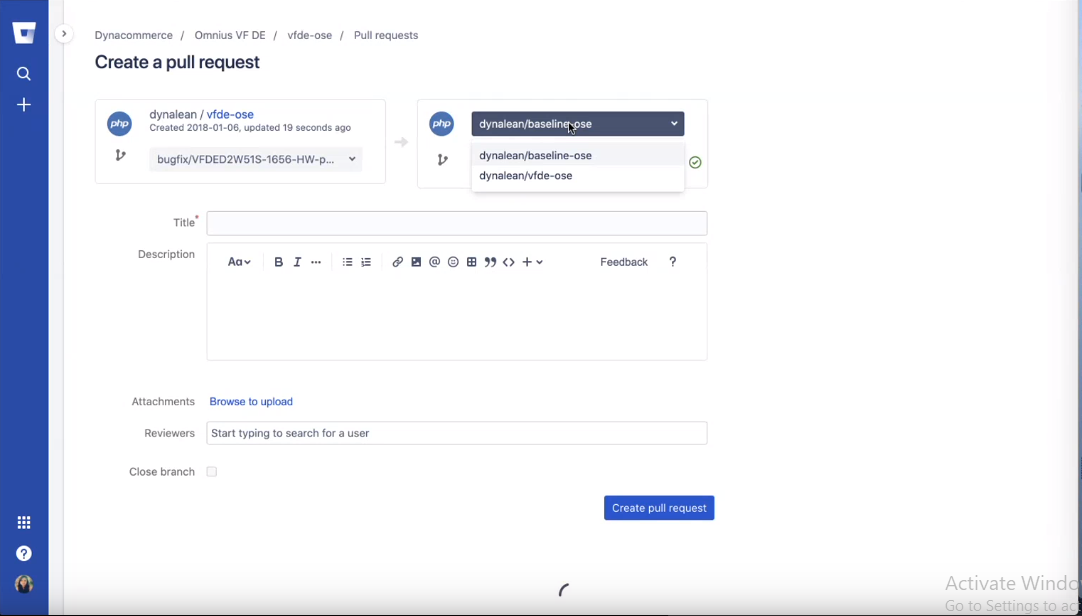 Dynacommerce / Omnius VF DE / vfde-ose / Pull requests
Create a pull request
php
dynalean / vfde-ose
Created 2018-01-06, updated 19 seconds ago
bugfix/VFDED2W51S-1656-HW-p...
php
dynalean/baseline-ose
dynalean/baseline-ose
dynalean/vfde-ose
Title*
Description
Aa B I ... @ <> + Feedback ?
Attachments Browse to upload
Reviewers Start typing to search for a user
Close branch
Create pull request
Activate Windo
Go to Settings to ac